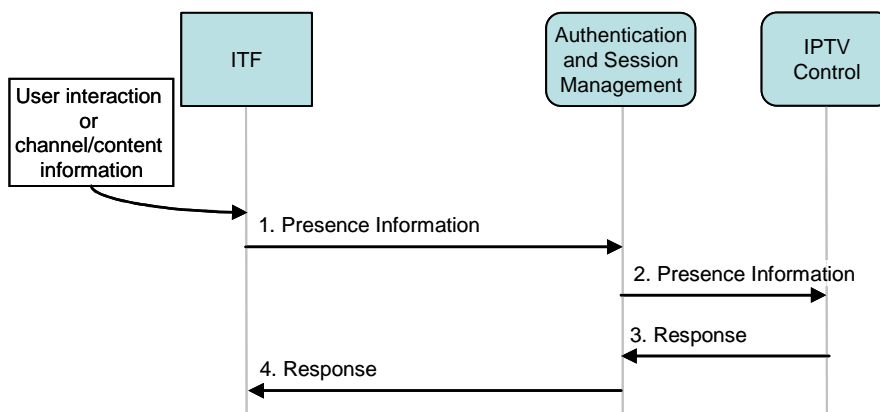 ITF
Authentication
and Session
Management
IPTV
Control
User interaction
or
channel/content
information
1. Presence Information
2. Presence Information
3. Response
4. Response